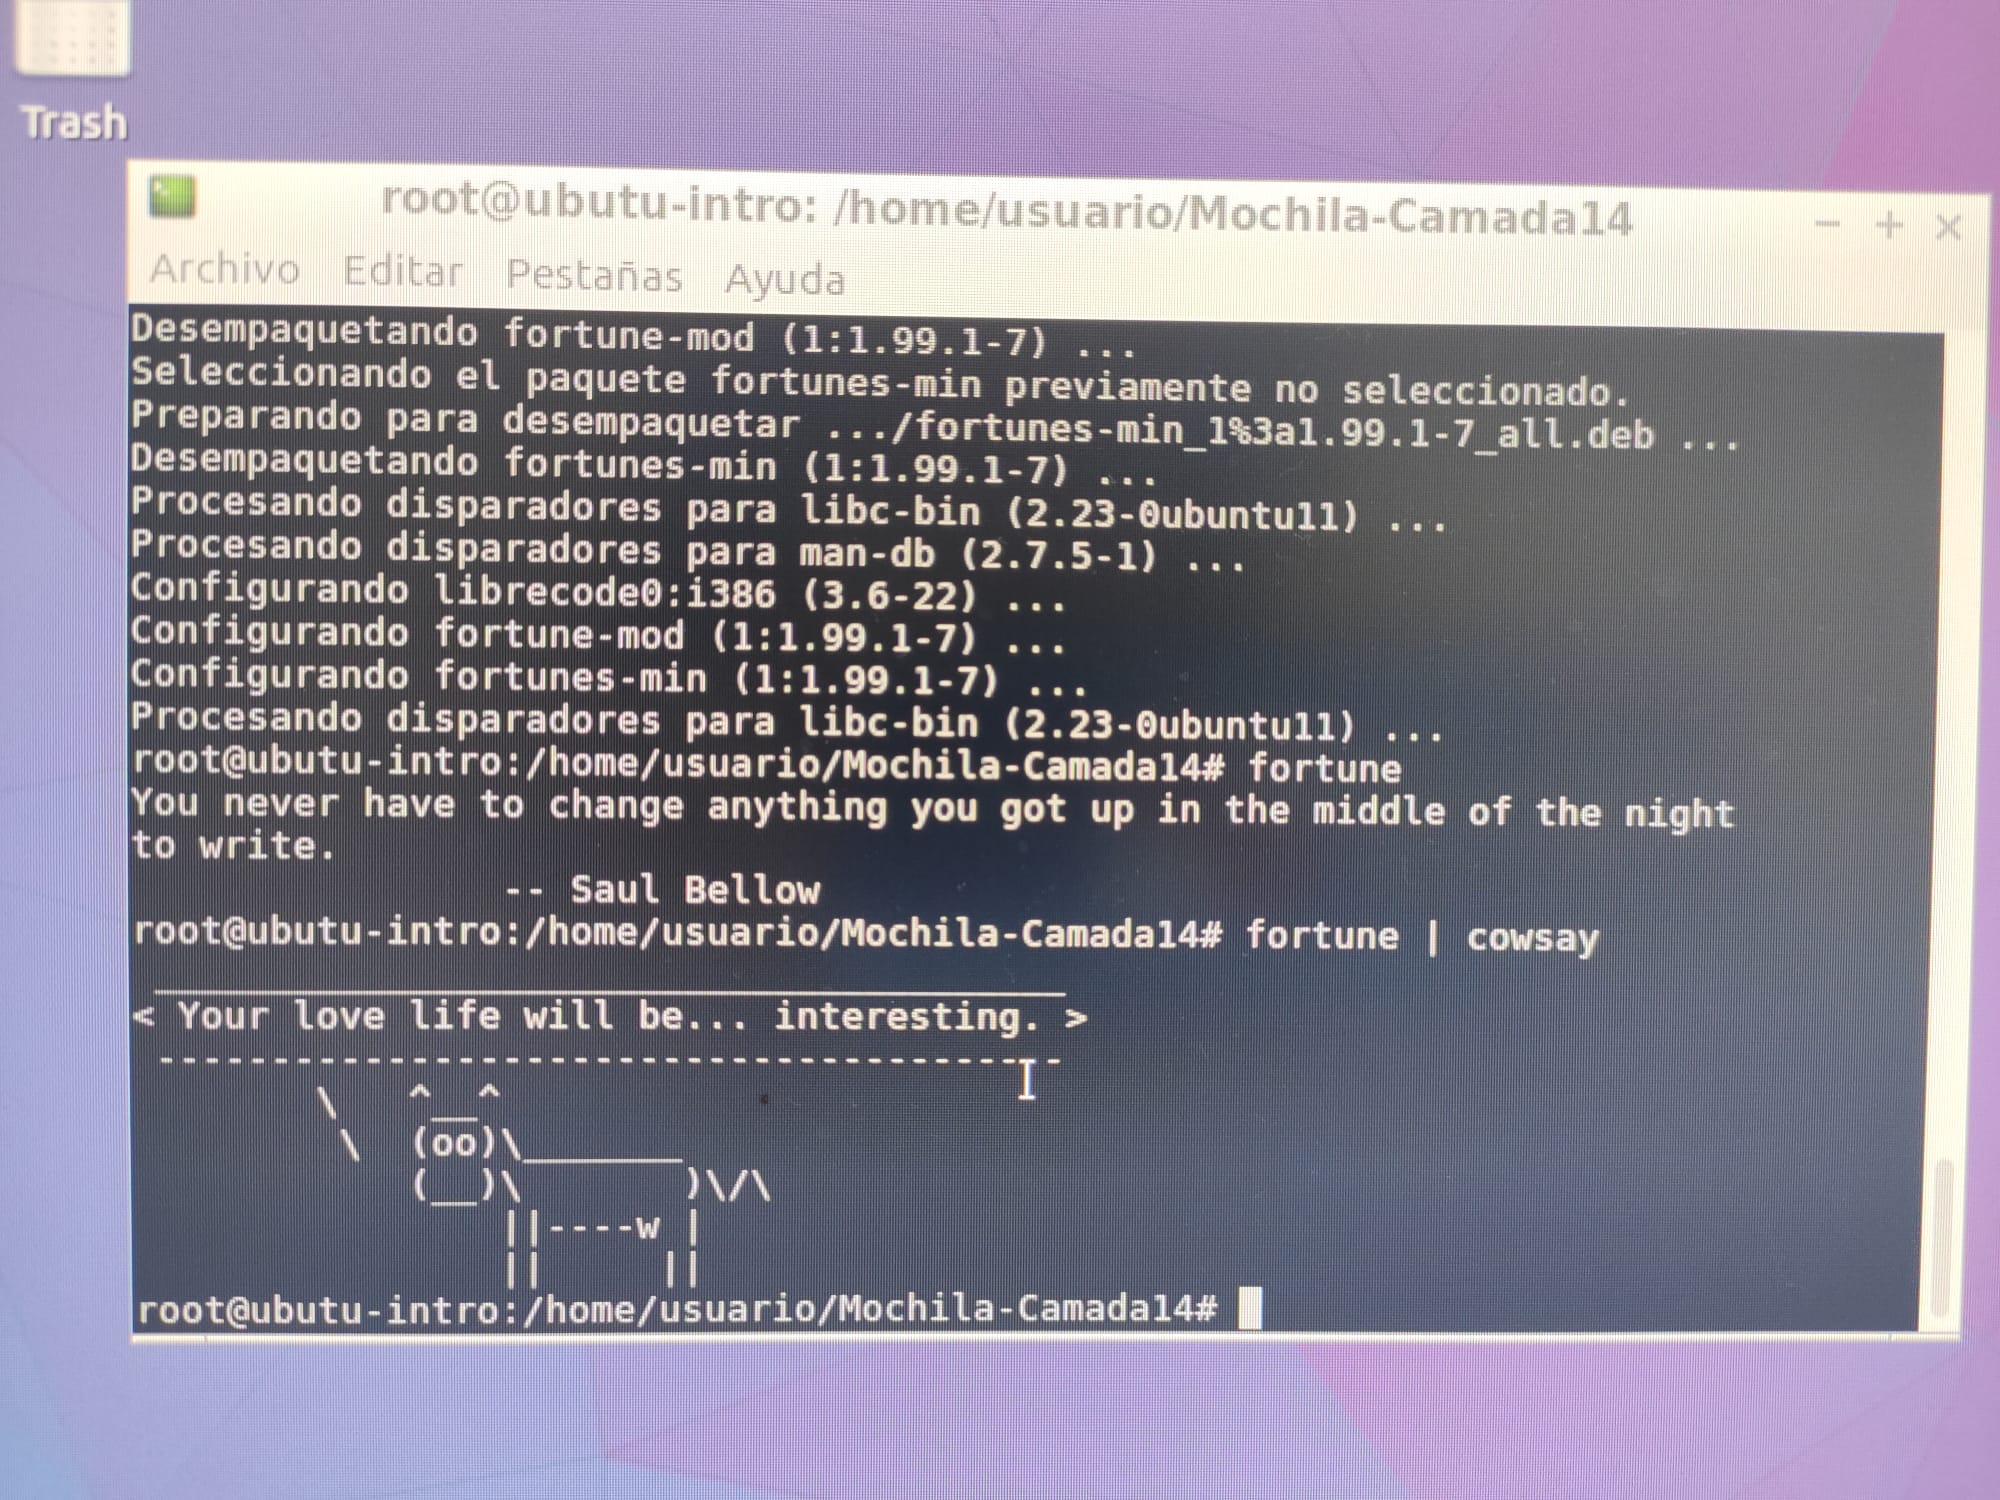 Trash
root@ubutu-intro: /home/usuario/Mochila-Camada14
Archivo Editar Pestañas Ayuda
Desempaquetando fortune-mod (1:1.99.1-7) ...
Seleccionando el paquete fortunes-min previamente no seleccionado.
Preparando para desempaquetar .../fortunes-min_1%3a1.99.1-7_all.deb ...
Desempaquetando fortunes-min (1:1.99.1-7) ...
Procesando disparadores para libc-bin (2.23-0ubuntu11) ...
Procesando disparadores para man-db (2.7.5-1) ...
Configurando librecode0:i386 (3.6-22) ...
Configurando fortune-mod (1:1.99.1-7) ...
Configurando fortunes-min (1:1.99.1-7) ...
Procesando disparadores para libc-bin (2.23-0ubuntu11) ...
root@ubutu-intro:/home/usuario/Mochila-Camada14# fortune
You never have to change anything you got up in the middle of the night
to write.
                -- Saul Bellow
root@ubutu-intro:/home/usuario/Mochila-Camada14# fortune | cowsay
 ________________________________________
< Your love life will be... interesting. >
 ----------------------------------------
        \   ^__^
         \  (oo)\_______
            (__)\       )\/\
                ||----w |
                ||     ||
root@ubutu-intro:/home/usuario/Mochila-Camada14#